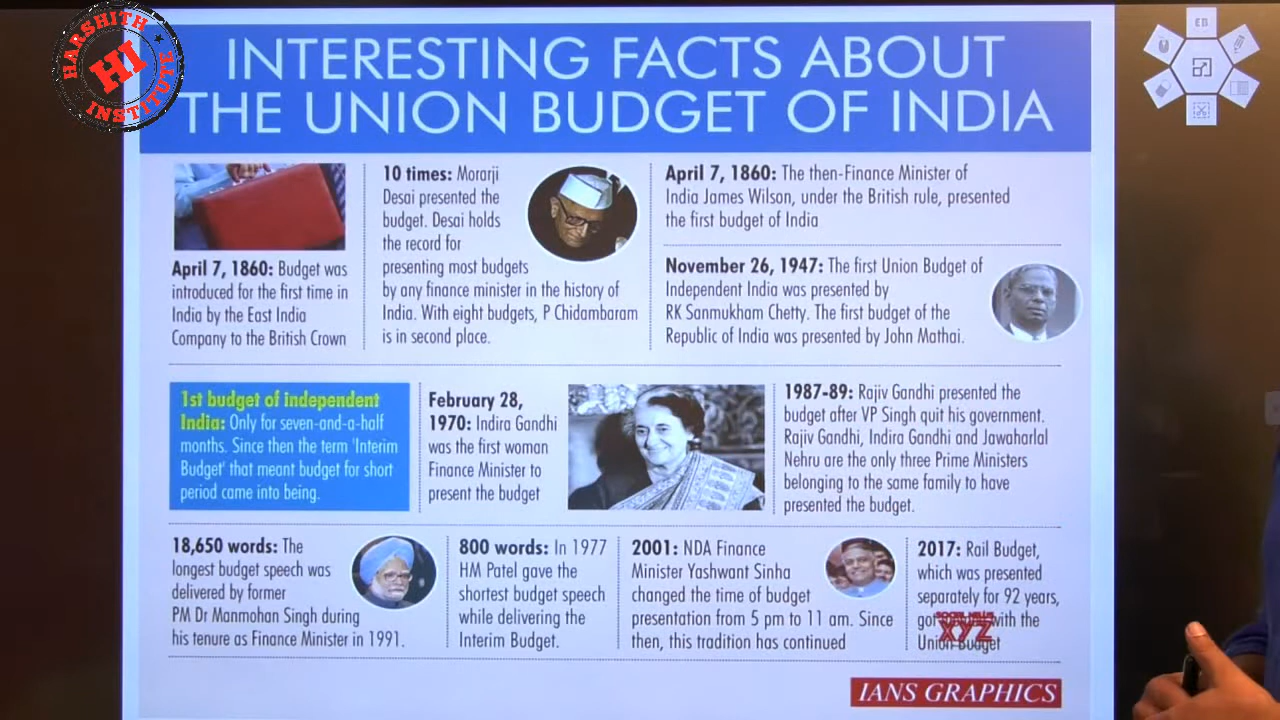 HARSHITH
HI
INSTITUTE
EB
INTERESTING FACTS ABOUT
THE UNION BUDGET OF INDIA
April 7, 1860: Budget was
introduced for the first time in
India by the East India
Company to the British Crown
10 times: Morarji
Desai presented the
budget. Desai holds
the record for
presenting most budgets
by any finance minister in the history of
India. With eight budgets, P Chidambaram
is in second place.
April 7, 1860: The then-Finance Minister of
India James Wilson, under the British rule, presented
the first budget of India
November 26, 1947: The first Union Budget of
Independent India was presented by
RK Sanmukham Chetty. The first budget of the
Republic of India was presented by John Mathai.
1st budget of independent
India: Only for seven-and-a-half
months. Since then the term 'Interim
Budget' that meant budget for short
period came into being.
February 28,
1970: Indira Gandhi
was the first woman
Finance Minister to
present the budget
1987-89: Rajiv Gandhi presented the
budget after VP Singh quit his government.
Rajiv Gandhi, Indira Gandhi and Jawaharlal
Nehru are the only three Prime Ministers
belonging to the same family to have
presented the budget.
18,650 words: The
longest budget speech was
delivered by former
PM Dr Manmohan Singh during
his tenure as Finance Minister in 1991.
800 words: In 1977
HM Patel gave the
shortest budget speech
while delivering the
Interim Budget.
2001: NDA Finance
Minister Yashwant Sinha
changed the time of budget
presentation from 5 pm to 11 am. Since
then, this tradition has continued
2017: Rail Budget,
which was presented
separately for 92 years,
got with the
Union Budget
SOCIAL NEWS
XYZ
IANS GRAPHICS